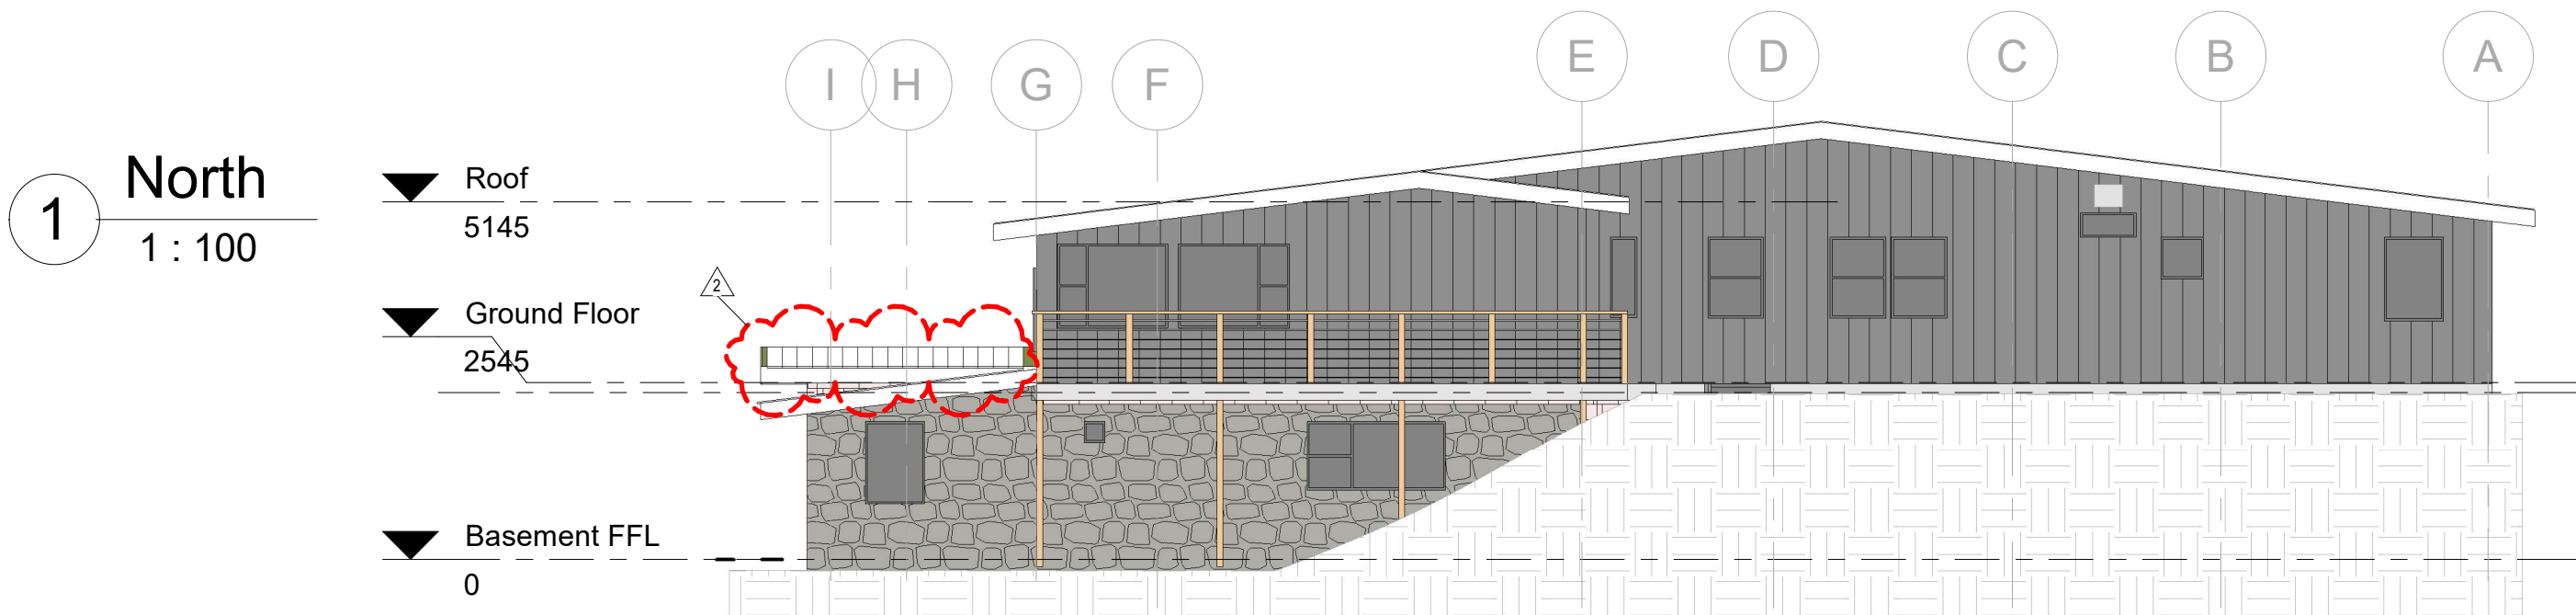 I H G F E D C B A
1
North
1 : 100
Roof
5145
2
Ground Floor
2545
Basement FFL
0